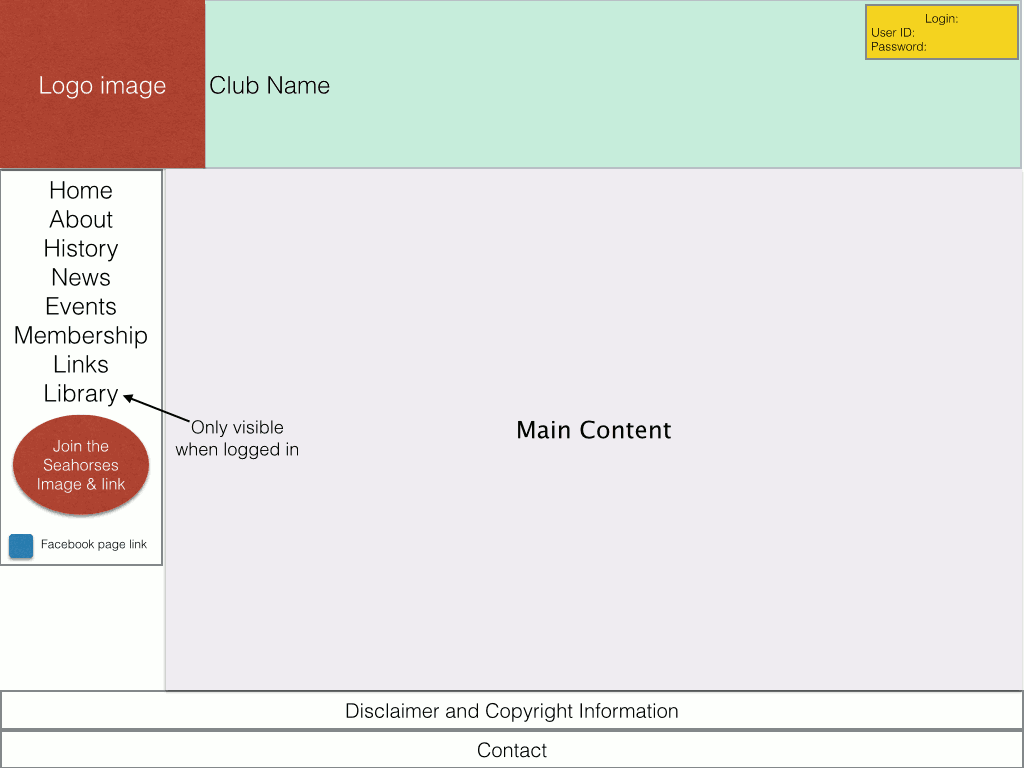 Login:
User ID:
Password:
Logo image
Club Name
Home
About
History
News
Events
Membership
Links
Library
Only visible
when logged in
Join the
Seahorses
Image & link
Facebook page link
Main Content
Disclaimer and Copyright Information
Contact